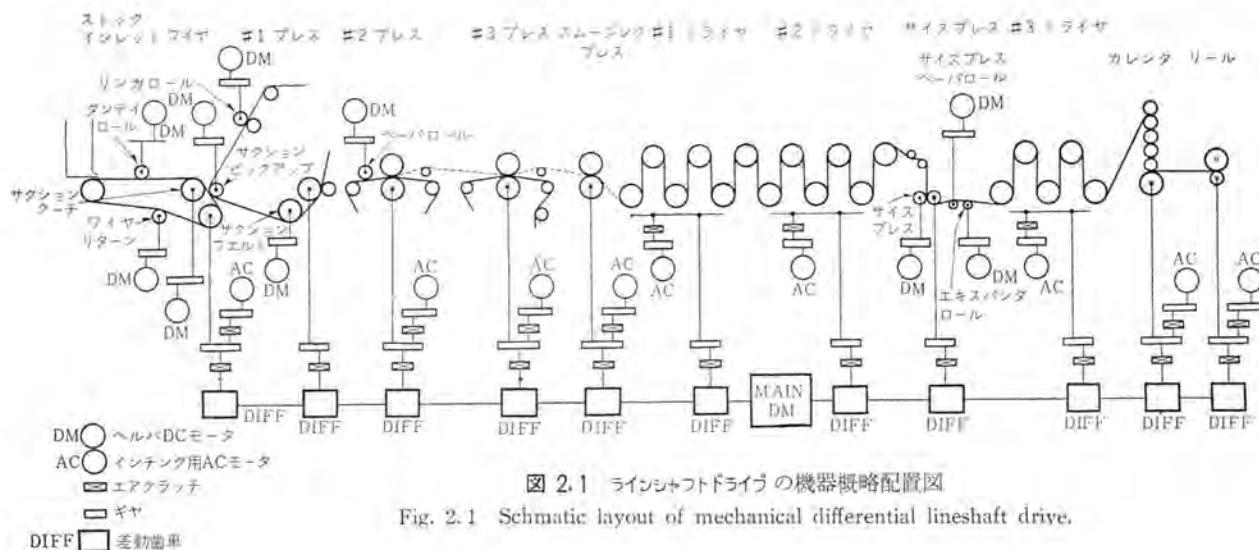 ストック
インレット ワイヤ #1 プレス #2 プレス #3 プレス スムージング #1 ドライヤ #2 ドライヤ サイズプレス #3 ドライヤ
プレス
サイズプレス
ペーパロール
カレンダ リール
リンガロール
DM
DM
DM
DM
DM
ダンディ
ロール
ペーパロール
サクション
ピックアップ
サクション
クーチ
ワイヤ
リターン
サクション
フエルト
サイズ
プレス
エキスパンダ
ロール
DM
DM
AC
DM
AC
AC
AC
AC
AC
DM
DM
AC
AC
AC
MAIN
DM
DIFF
DIFF
DIFF
DIFF
DIFF
DIFF
DIFF
DIFF
DIFF
DIFF
DIFF
DM ヘルパDCモータ
AC インチング用ACモータ
エアクラッチ
ギヤ
DIFF 差動歯車
図 2.1 ラインシャフトドライブの機器概略配置図
Fig. 2.1 Schmatic layout of mechanical differential lineshaft drive.